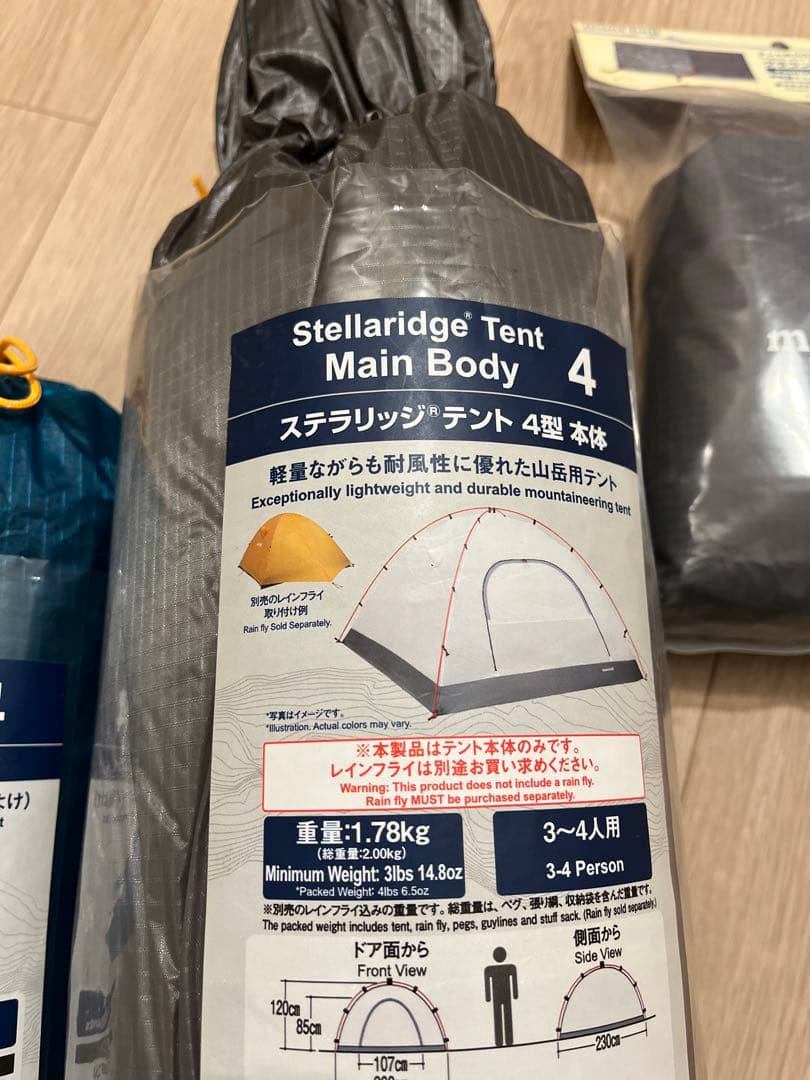 Stellaridge® Tent
Main Body 4
ステラリッジ®テント 4型 本体
軽量ながらも耐風性に優れた山岳用テント
Exceptionally lightweight and durable mountaineering tent
別売のレインフライ
取り付け例
Rain fly Sold Separately.
*写真はイメージです。
*Illustration. Actual colors may vary.
※本製品はテント本体のみです。
レインフライは別途お買い求めください。
Warning: This product does not include a rain fly.
Rain fly MUST be purchased separately.
重量:1.78kg
(総重量:2.00kg)
Minimum Weight: 3lbs 14.8oz
*Packed Weight: 4lbs 6.5oz
3〜4人用
3-4 Person
※別売のレインフライ込みの重量です。総重量は、ペグ、張り綱、収納袋を含んだ重量です。
The packed weight includes tent, rain fly, pegs, guylines and stuff sack. (Rain fly sold separately.)
ドア面から
Front View
側面から
Side View
120cm
85cm
107cm
230cm
m